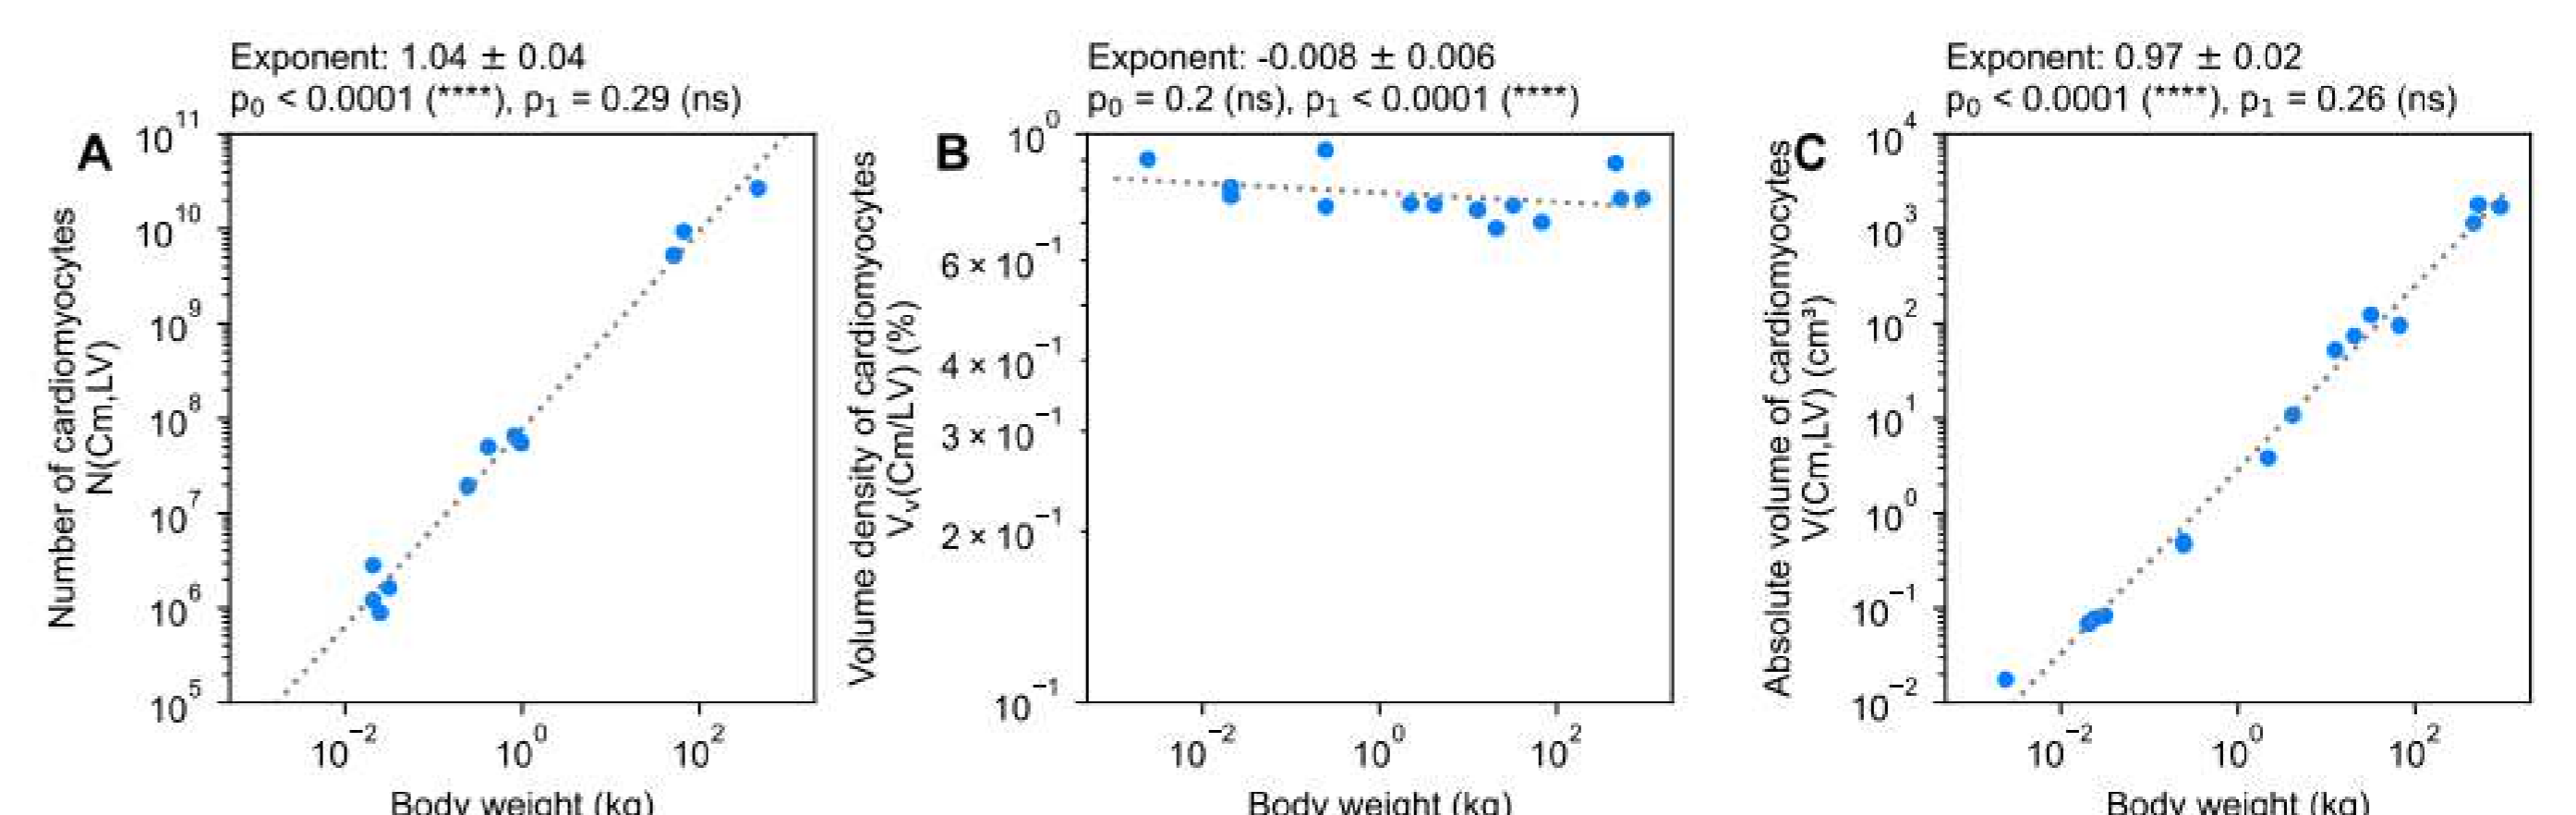 Exponent: 1.04 ± 0.04
p₀ < 0.0001 (****), p₁ = 0.29 (ns)
A
Number of cardiomyocytes
N(Cm,LV)
10¹¹
10¹⁰
10⁹
10⁸
10⁷
10⁶
10⁵
10⁻²
10⁰
10²
Body weight (kg)
Exponent: -0.008 ± 0.006
p₀ = 0.2 (ns), p₁ < 0.0001 (****)
B
Volume density of cardiomyocytes
Vᵥ(Cm/LV) (%)
10⁰
6 × 10⁻¹
4 × 10⁻¹
3 × 10⁻¹
2 × 10⁻¹
10⁻¹
10⁻²
10⁰
10²
Body weight (kg)
Exponent: 0.97 ± 0.02
p₀ < 0.0001 (****), p₁ = 0.26 (ns)
C
Absolute volume of cardiomyocytes
V(Cm,LV) (cm³)
10⁴
10³
10²
10¹
10⁰
10⁻¹
10⁻²
10⁻²
10⁰
10²
Body weight (kg)